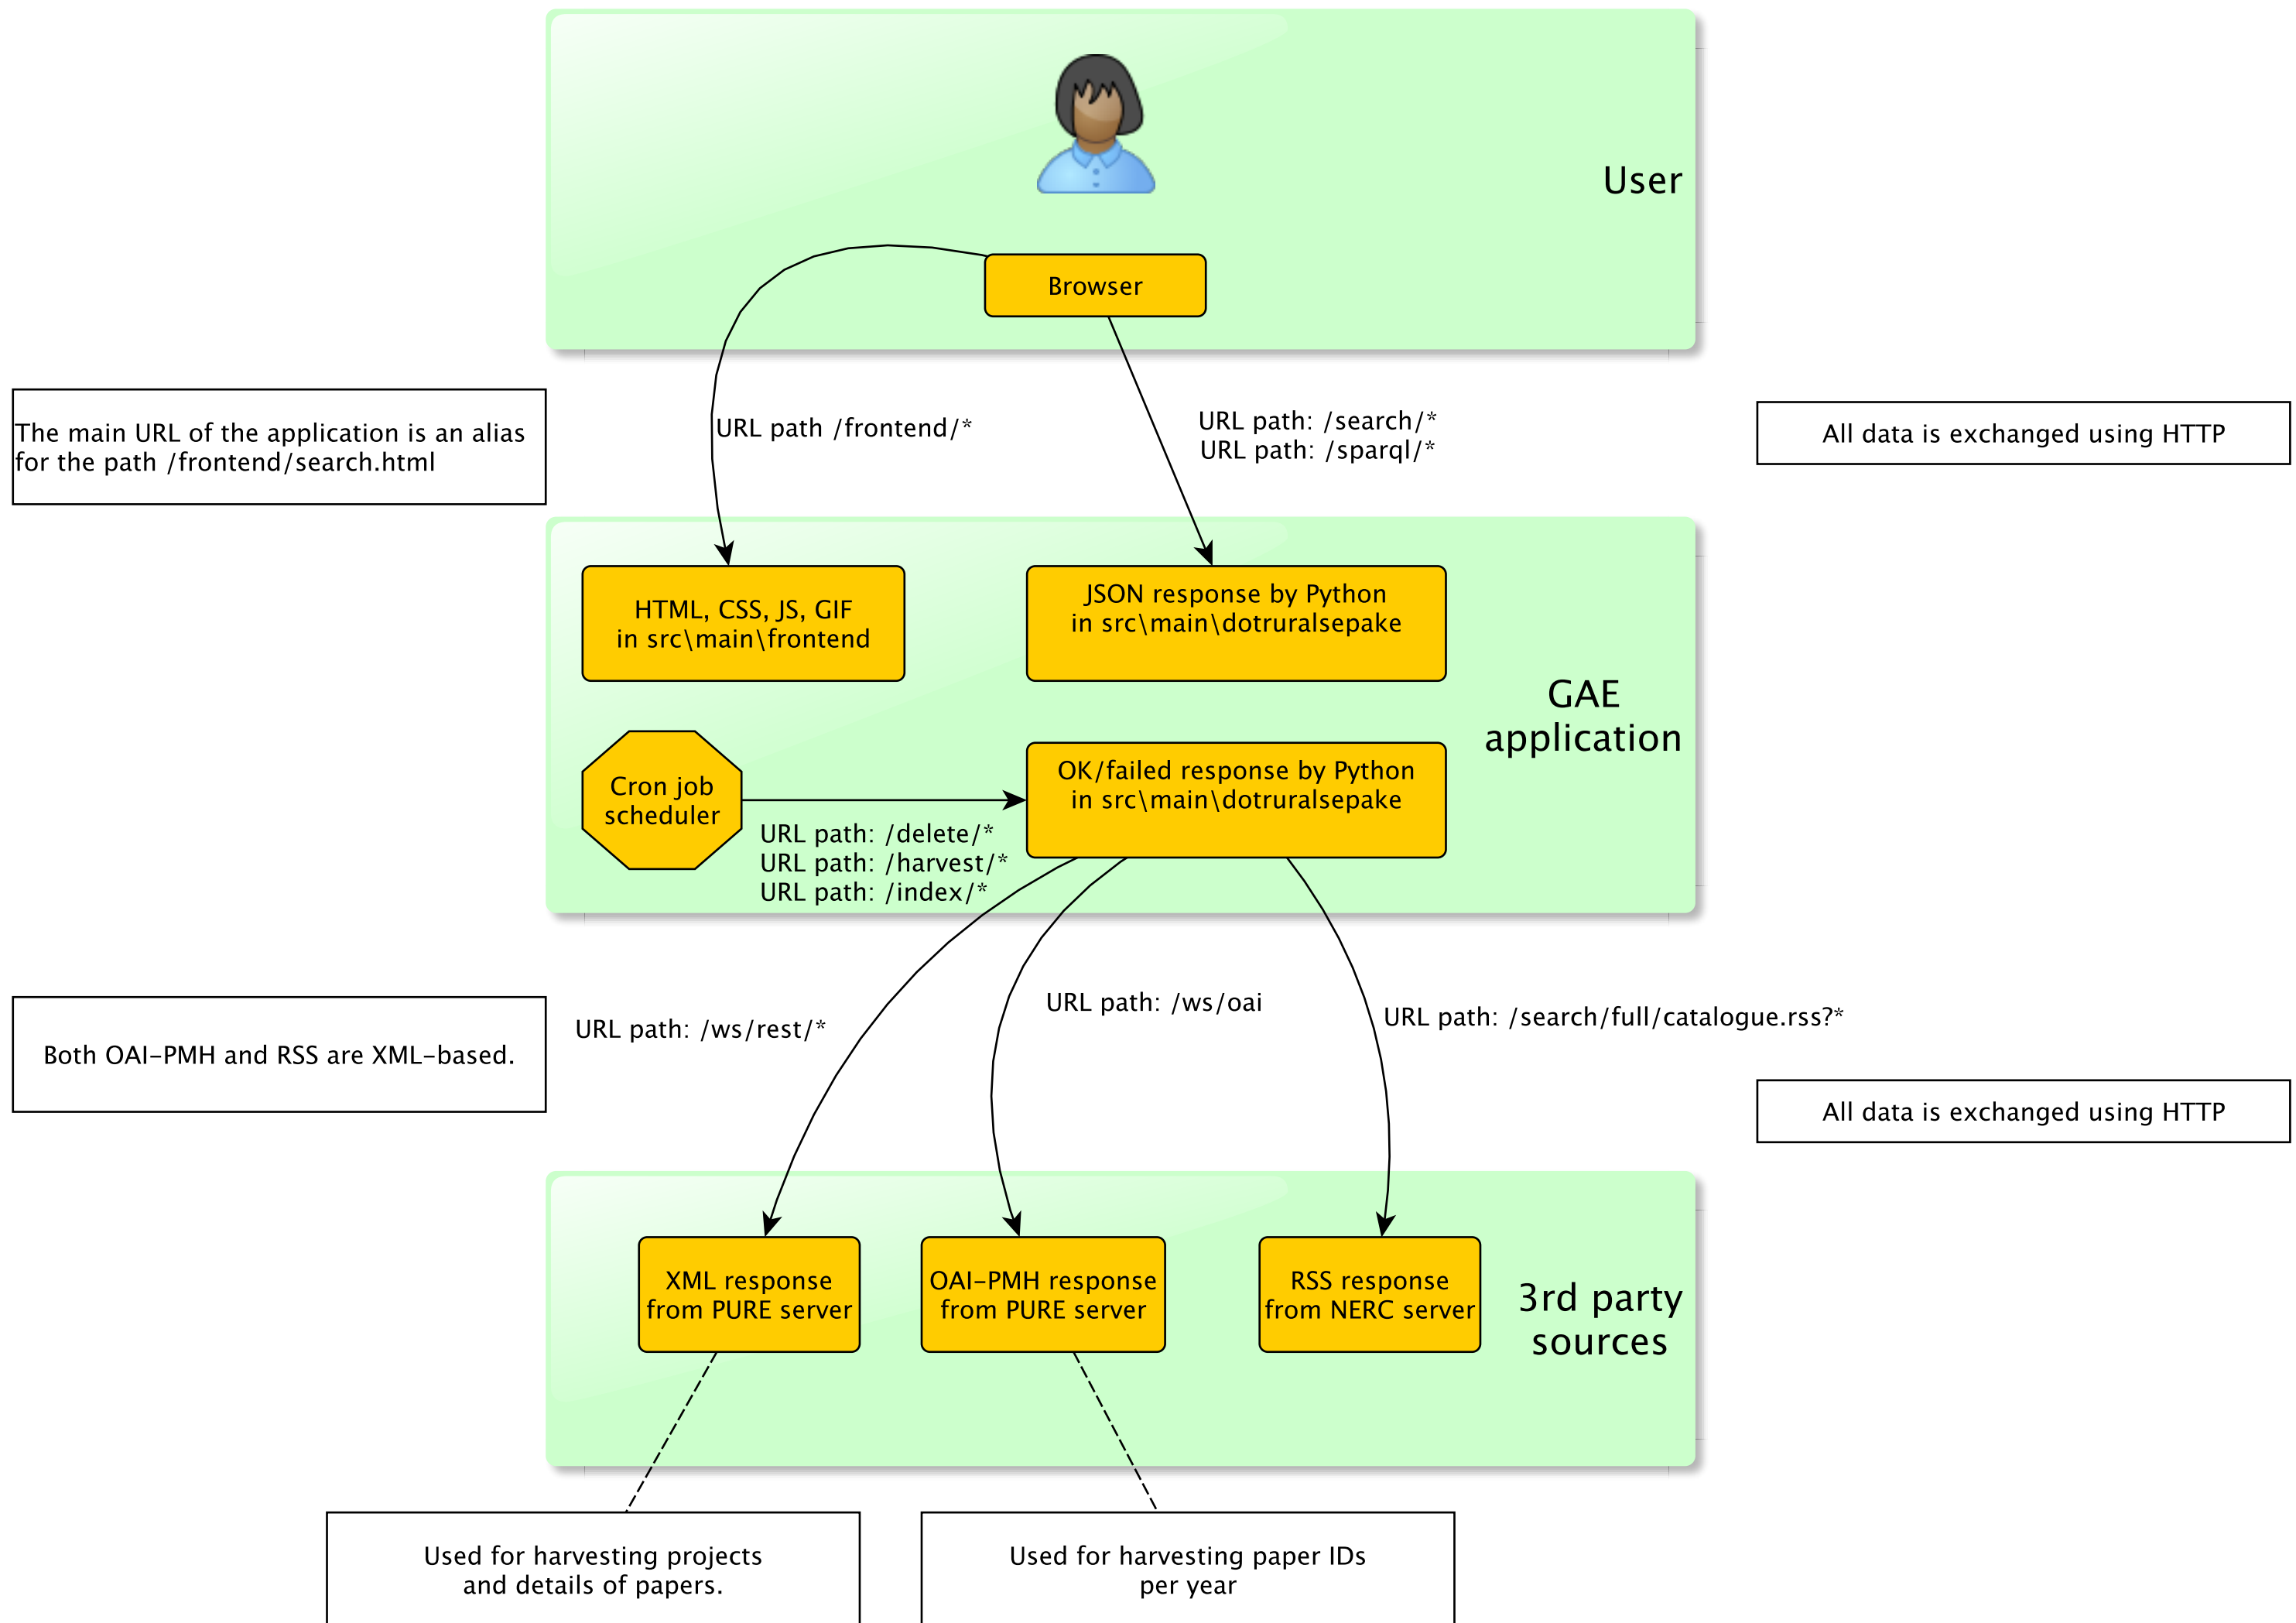 User
Browser
URL path /frontend/*
URL path: /search/*
URL path: /sparql/*
The main URL of the application is an alias
for the path /frontend/search.html
All data is exchanged using HTTP
HTML, CSS, JS, GIF
in src\main\frontend
JSON response by Python
in src\main\dotruralsepake
GAE
application
Cron job
scheduler
OK/failed response by Python
in src\main\dotruralsepake
URL path: /delete/*
URL path: /harvest/*
URL path: /index/*
Both OAI-PMH and RSS are XML-based.
URL path: /ws/rest/*
URL path: /ws/oai
URL path: /search/full/catalogue.rss?*
All data is exchanged using HTTP
XML response
from PURE server
OAI-PMH response
from PURE server
RSS response
from NERC server
3rd party
sources
Used for harvesting projects
and details of papers.
Used for harvesting paper IDs
per year